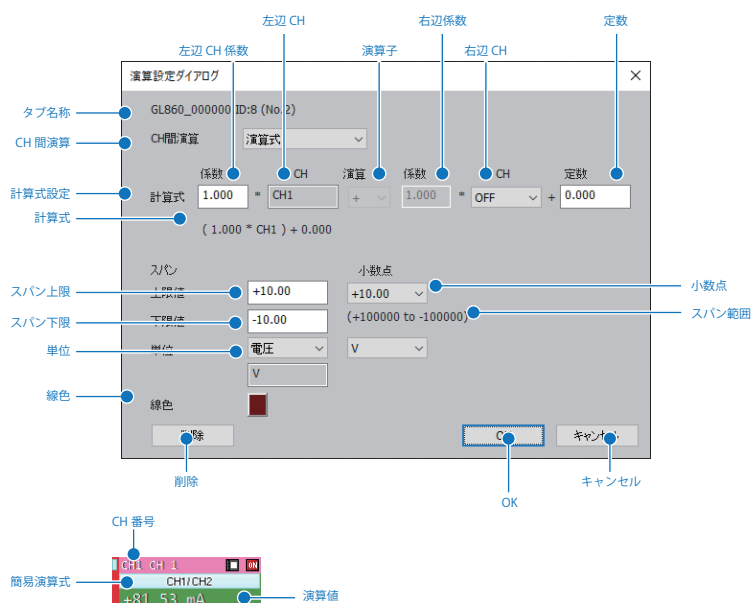 左辺 CH 右辺係数 定数
左辺 CH 係数 演算子 右辺 CH
演算設定ダイアログ
タブ名称 GL860_000000 ID:8 (No.2)
CH 間演算 CH間演算 演算式
係数 CH 演算 係数 CH 定数
計算式設定 計算式 1.000 * CH1 + 1.000 * OFF + 0.000
計算式
( 1.000 * CH1 ) + 0.000
スパン 小数点
スパン上限 上限値 +10.00 +10.00 小数点
スパン下限 下限値 -10.00 (+100000 to -100000) スパン範囲
単位 単位 電圧 V
V
線色 線色
削除 OK キャンセル
削除 キャンセル
OK
CH 番号
CH1 CH 1 ON
簡易演算式 CH1/CH2
+81.53 mA 演算値